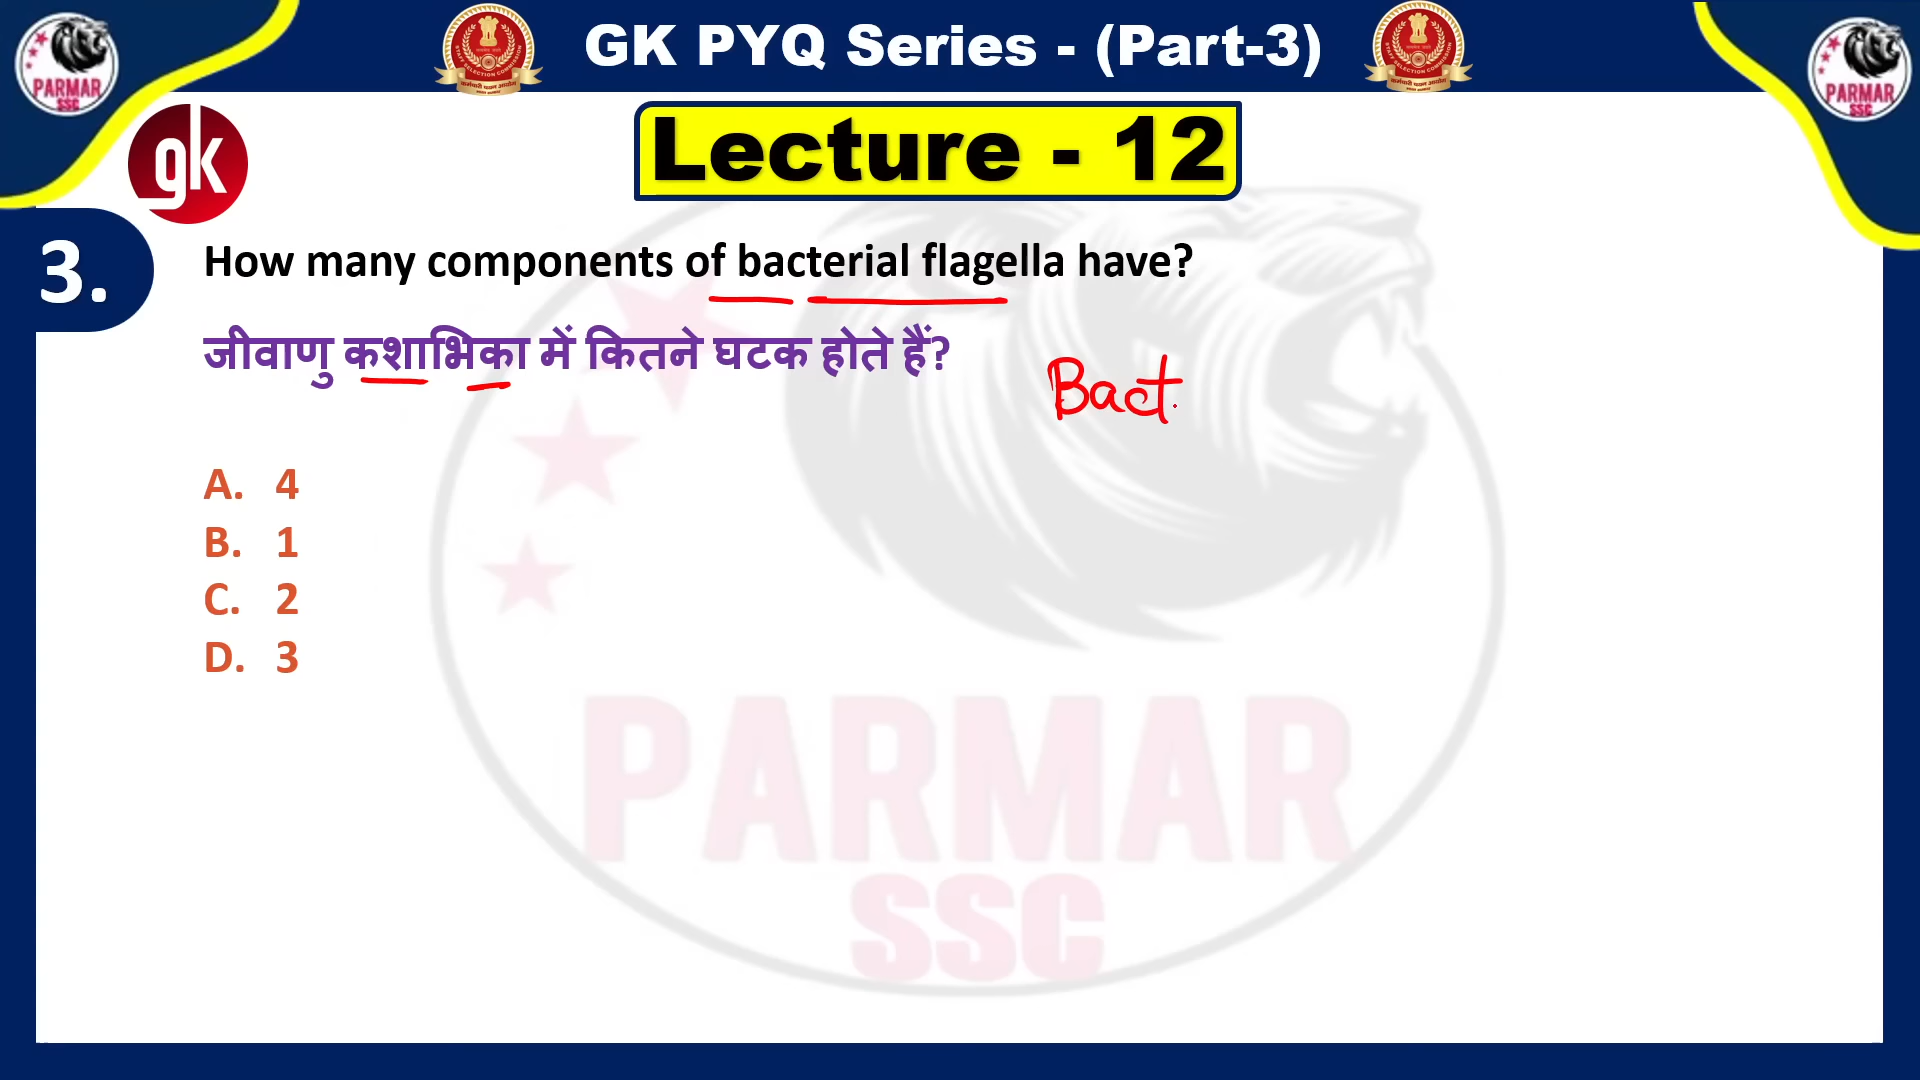 GK PYQ Series - (Part-3)
PARMAR
SSC
PARMAR
SSC
gk
Lecture - 12
3.
How many components of bacterial flagella have?
जीवाणु कशाभिका में कितने घटक होते हैं?
Bact.
A. 4
B. 1
C. 2
D. 3
PARMAR
SSC